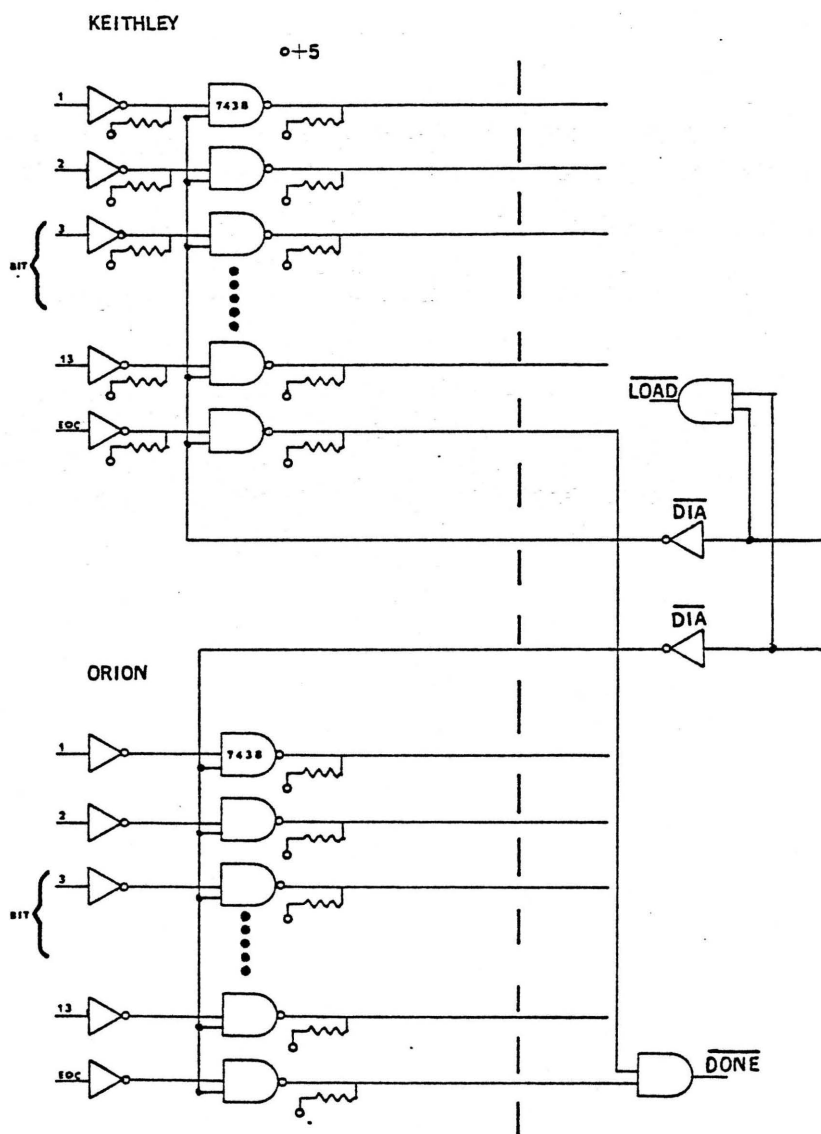 KEITHLEY
+5
1
7438
2
3
BIT
13
EOC
LOAD
DIA
DIA
ORION
1
7438
2
3
BIT
13
EOC
DONE